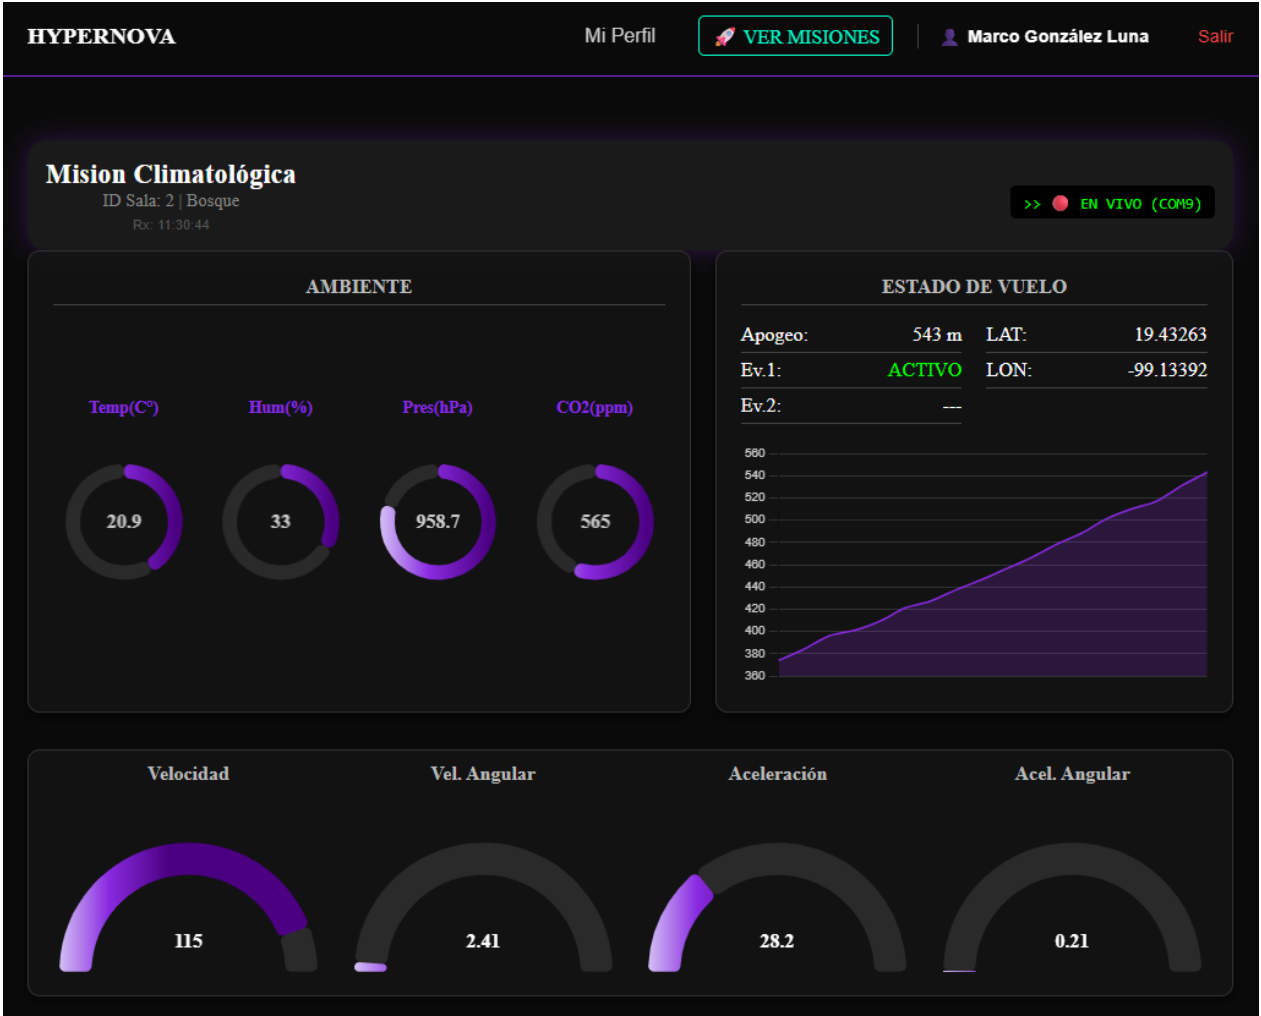 HYPERNOVA
Mi Perfil
🚀 VER MISIONES
👤 Marco González Luna
Salir
Mision Climatológica
ID Sala: 2 | Bosque
Rx: 11:30:44
>> 🔴 EN VIVO (COM9)
AMBIENTE
Temp(C°) Hum(%) Pres(hPa) CO2(ppm)
20.9 33 958.7 565
ESTADO DE VUELO
Apogeo: 543 m LAT: 19.43263
Ev.1: ACTIVO LON: -99.13392
Ev.2: ---
560
540
520
500
480
460
440
420
400
380
360
Velocidad Vel. Angular Aceleración Acel. Angular
115 2.41 28.2 0.21